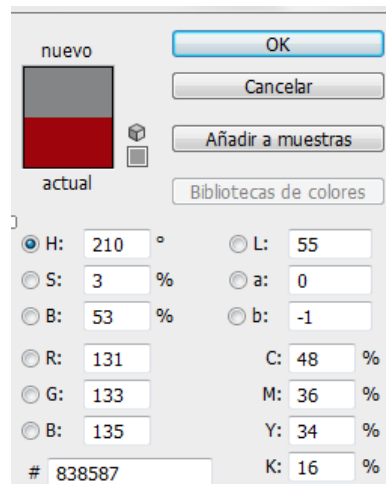 nuevo
OK
Cancelar
Añadir a muestras
actual
Bibliotecas de colores
H: 210 ° L: 55
S: 3 % a: 0
B: 53 % b: -1
R: 131 C: 48 %
G: 133 M: 36 %
B: 135 Y: 34 %
# 838587 K: 16 %